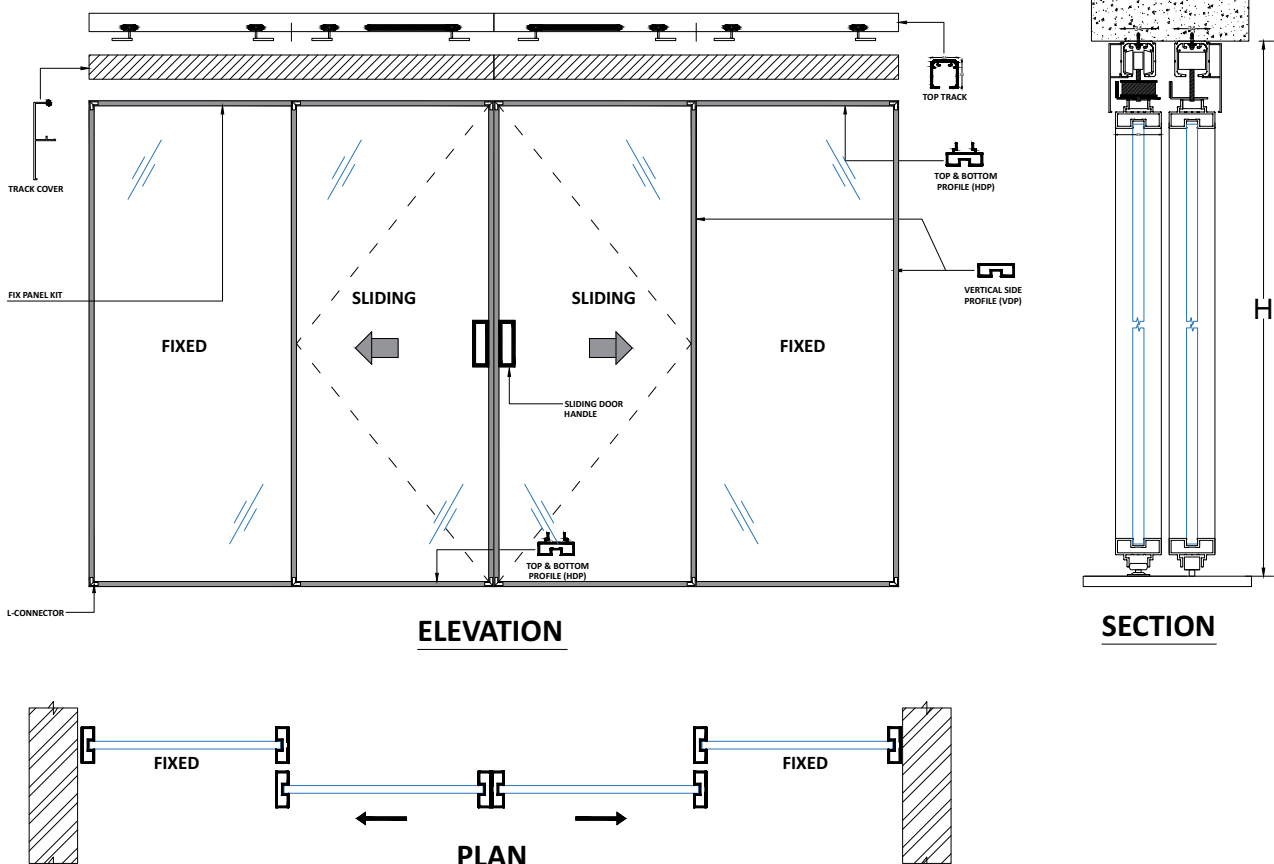 TOP TRACK
TRACK COVER
TOP & BOTTOM
PROFILE (HDP)
VERTICAL SIDE
PROFILE (VDP)
FIX PANEL KIT
SLIDING
SLIDING
FIXED
FIXED
H
SLIDING DOOR
HANDLE
TOP & BOTTOM
PROFILE (HDP)
L-CONNECTOR
ELEVATION
SECTION
FIXED
FIXED
PLAN